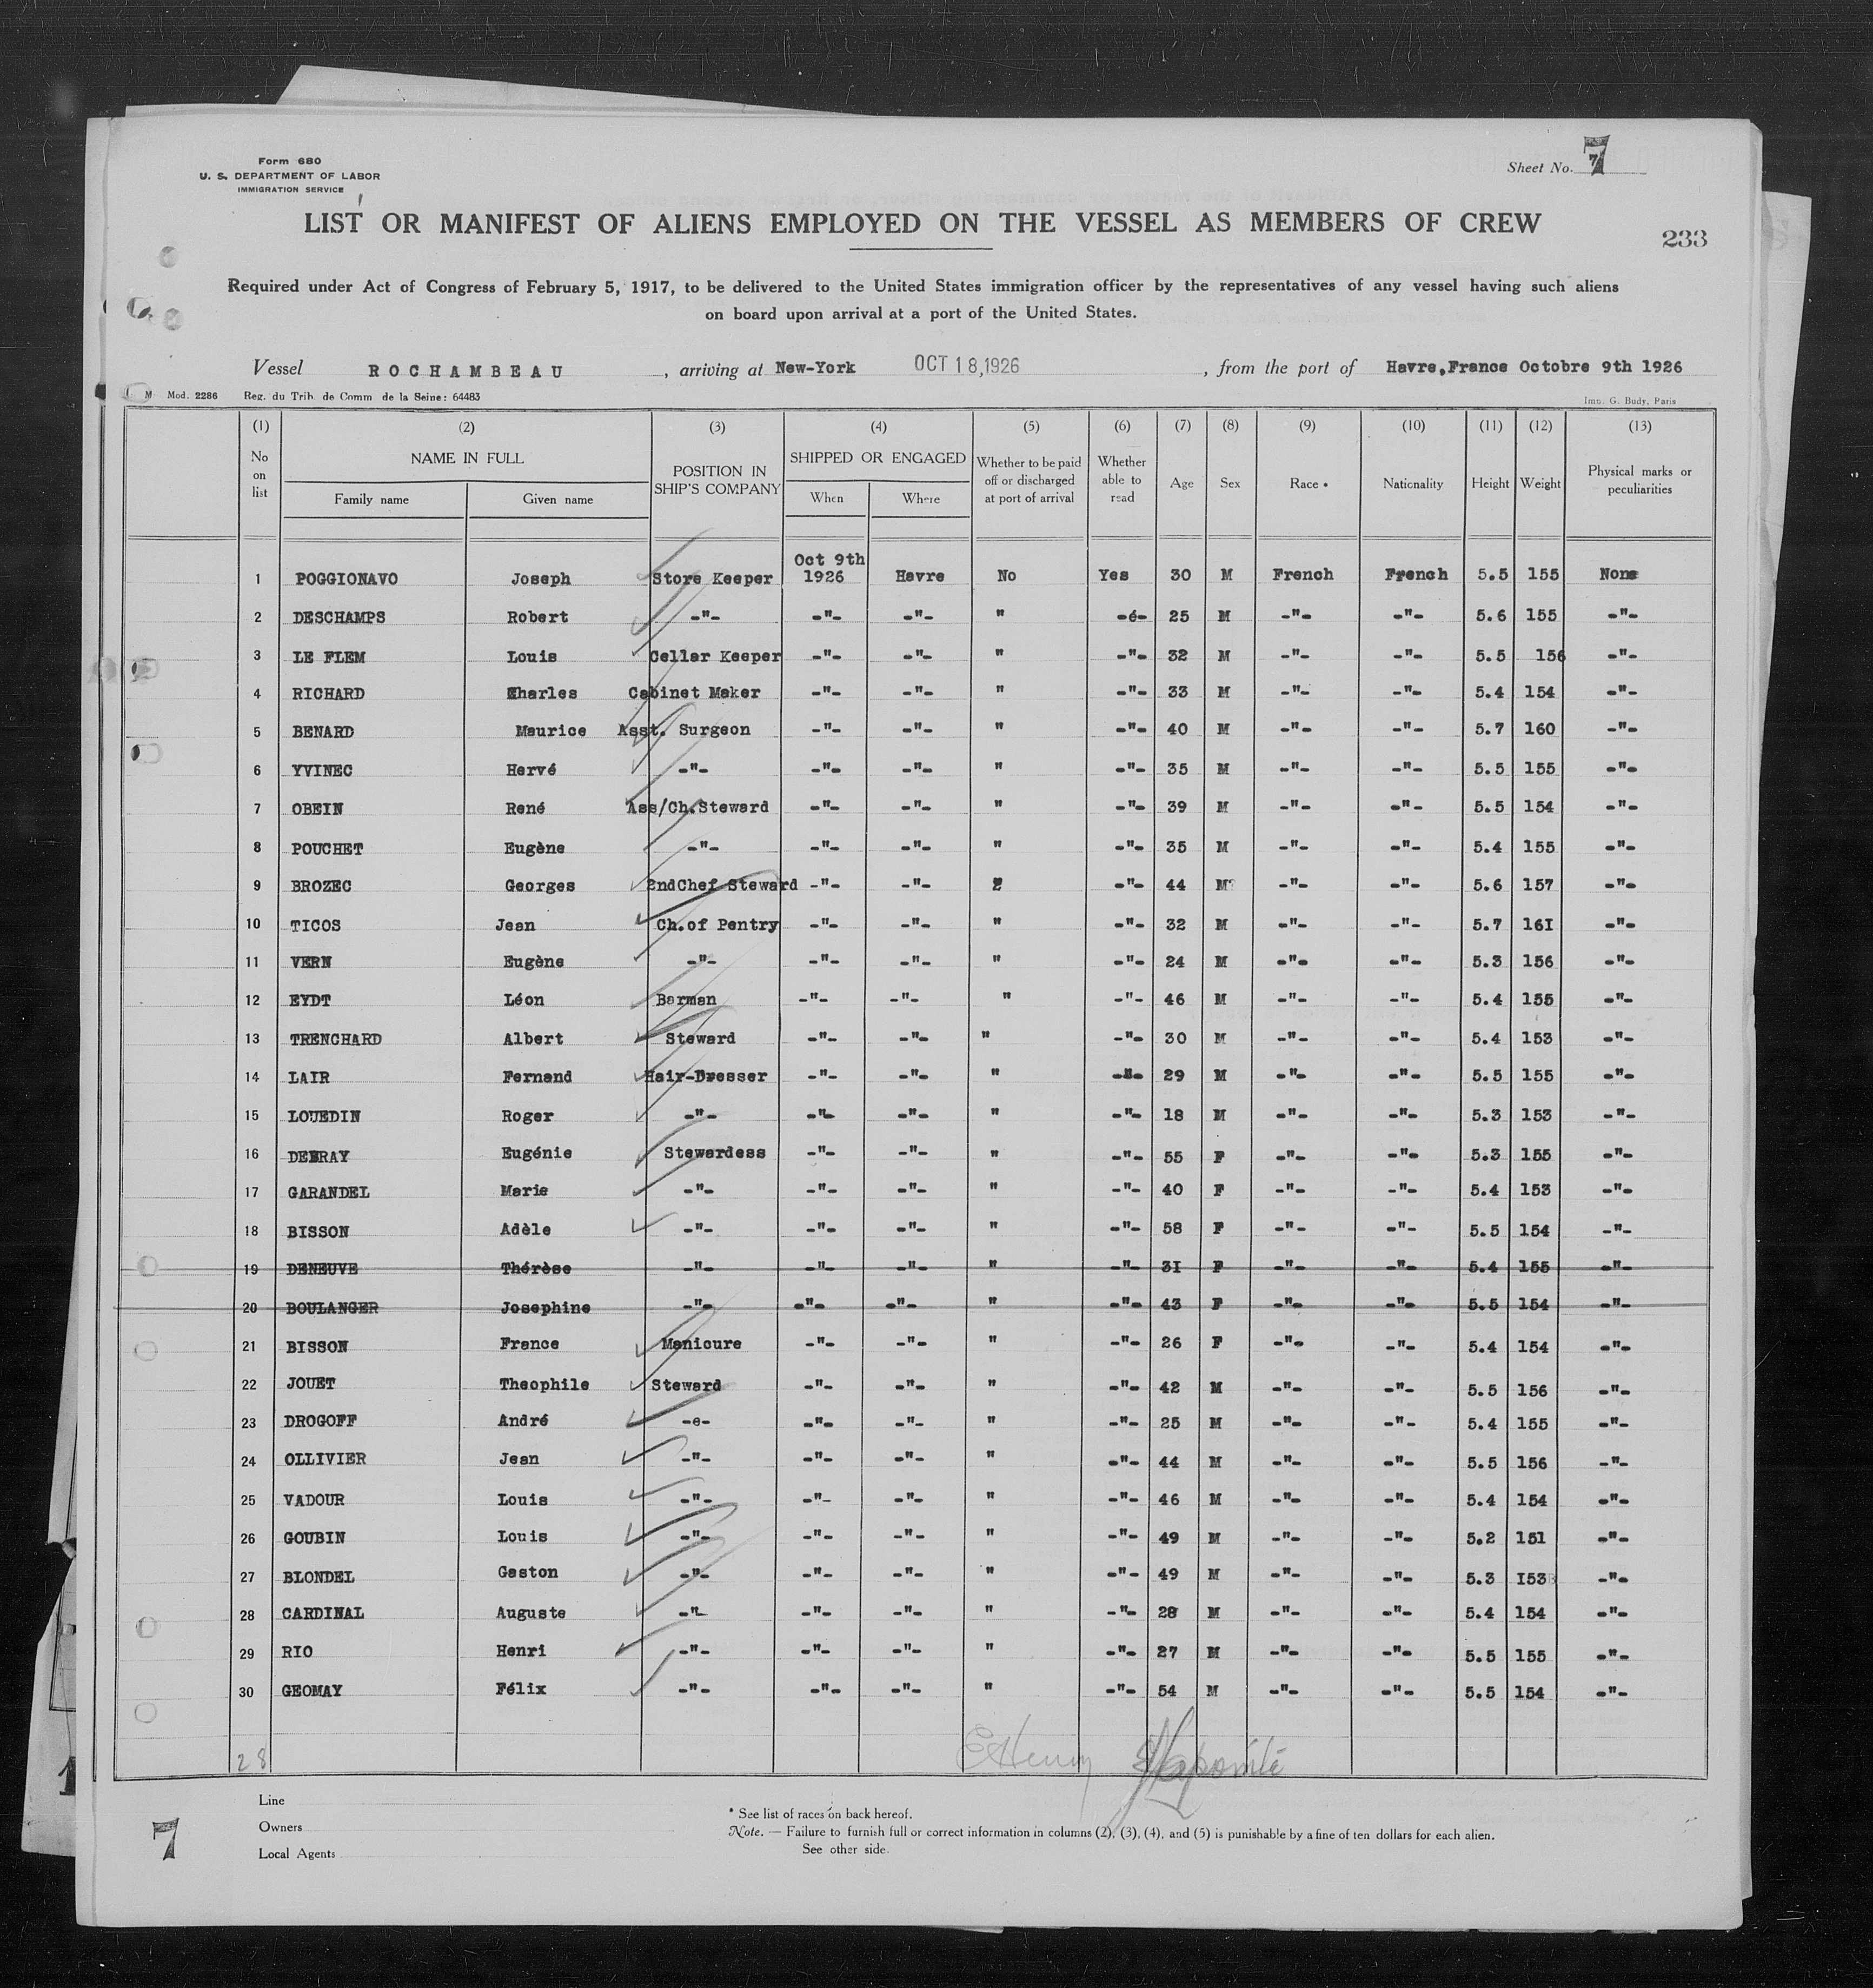 Form 680
U. S. DEPARTMENT OF LABOR
IMMIGRATION SERVICE
Sheet No. 7
LIST OR MANIFEST OF ALIENS EMPLOYED ON THE VESSEL AS MEMBERS OF CREW
233
Required under Act of Congress of February 5, 1917, to be delivered to the United States immigration officer by the representatives of any vessel having such aliens
on board upon arrival at a port of the United States.
Vessel ROCHAMBEAU , arriving at New-York OCT 18,1926 , from the port of Havre,France Octobre 9th 1926
M Mod. 2286 Reg. du Trib. de Comm de la Seine: 64483 Imp. G. Budy, Paris
(1) (2) (3) (4) (5) (6) (7) (8) (9) (10) (11) (12) (13)
No on list NAME IN FULL Family name Given name POSITION IN SHIP'S COMPANY SHIPPED OR ENGAGED When Where Whether to be paid off or discharged at port of arrival Whether able to read Age Sex Race * Nationality Height Weight Physical marks or peculiarities
1 POGGIONAVO Joseph Store Keeper Oct 9th 1926 Havre No Yes 30 M French French 5.5 155 None
2 DESCHAMPS Robert -"- -"- -"- " -é- 25 M -"- -"- 5.6 155 -"-
3 LE FLEM Louis Cellar Keeper -"- -"- " -"- 32 M -"- -"- 5.5 156 -"-
4 RICHARD Charles Cabinet Maker -"- -"- " -"- 33 M -"- -"- 5.4 154 -"-
5 BENARD Maurice Asst. Surgeon -"- -"- " -"- 40 M -"- -"- 5.7 160 -"-
6 YVINEC Hervé -"- -"- -"- " -"- 35 M -"- -"- 5.5 155 -"-
7 OBEIN René Ass/Ch.Steward -"- -"- " -"- 39 M -"- -"- 5.5 154 -"-
8 POUCHET Eugène -"- -"- -"- " -"- 35 M -"- -"- 5.4 155 -"-
9 BROZEC Georges 2ndChef Steward -"- -"- " -"- 44 M -"- -"- 5.6 157 -"-
10 TICOS Jean Ch.of Pentry -"- -"- " -"- 32 M -"- -"- 5.7 16I -"-
11 VERN Eugène -"- -"- -"- " -"- 24 M -"- -"- 5.3 156 -"-
12 EYDT Léon Barman -"- -"- " -"- 46 M -"- -"- 5.4 155 -"-
13 TRENCHARD Albert Steward -"- -"- " -"- 30 M -"- -"- 5.4 153 -"-
14 LAIR Fernand Hair-Dresser -"- -"- " -"- 29 M -"- -"- 5.5 155 -"-
15 LOUEDIN Roger -"- -"- -"- " -"- 18 M -"- -"- 5.3 153 -"-
16 DEBRAY Eugénie Stewardess -"- -"- " -"- 55 F -"- -"- 5.3 155 -"-
17 GARANDEL Marie -"- -"- -"- " -"- 40 F -"- -"- 5.4 153 -"-
18 BISSON Adèle -"- -"- -"- " -"- 58 F -"- -"- 5.5 154 -"-
19 DENEUVE Thérèse -"- -"- -"- " -"- 3I F -"- -"- 5.4 155 -"-
20 BOULANGER Josephine -"- -"- -"- " -"- 43 F -"- -"- 5.5 154 -"-
21 BISSON France Manicure -"- -"- " -"- 26 F -"- -"- 5.4 154 -"-
22 JOUET Theophile Steward -"- -"- " -"- 42 M -"- -"- 5.5 156 -"-
23 DROGOFF André -e- -"- -"- " -"- 25 M -"- -"- 5.4 155 -"-
24 OLLIVIER Jean -"- -"- -"- " -"- 44 M -"- -"- 5.5 156 -"-
25 VADOUR Louis -"- -"- -"- " -"- 46 M -"- -"- 5.4 154 -"-
26 GOUBIN Louis -"- -"- -"- " -"- 49 M -"- -"- 5.2 151 -"-
27 BLONDEL Gaston -"- -"- -"- " -"- 49 M -"- -"- 5.3 I53 -"-
28 CARDINAL Auguste -"- -"- -"- " -"- 28 M -"- -"- 5.4 154 -"-
29 RIO Henri -"- -"- -"- " -"- 27 M -"- -"- 5.5 155 -"-
30 GEOMAY Félix -"- -"- -"- " -"- 54 M -"- -"- 5.5 154 -"-
28
Line
Owners
Local Agents
7
* See list of races on back hereof.
Note. — Failure to furnish full or correct information in columns (2), (3), (4), and (5) is punishable by a fine of ten dollars for each alien.
See other side.